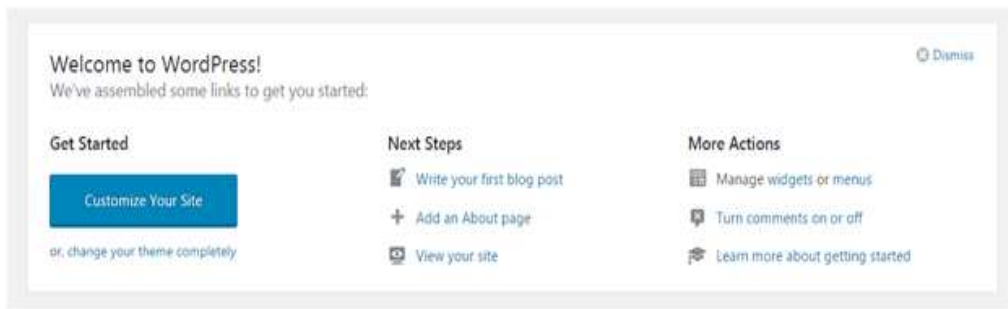 Welcome to WordPress!
Dismiss
We've assembled some links to get you started:
Get Started
Customize Your Site
or, change your theme completely
Next Steps
Write your first blog post
Add an About page
View your site
More Actions
Manage widgets or menus
Turn comments on or off
Learn more about getting started